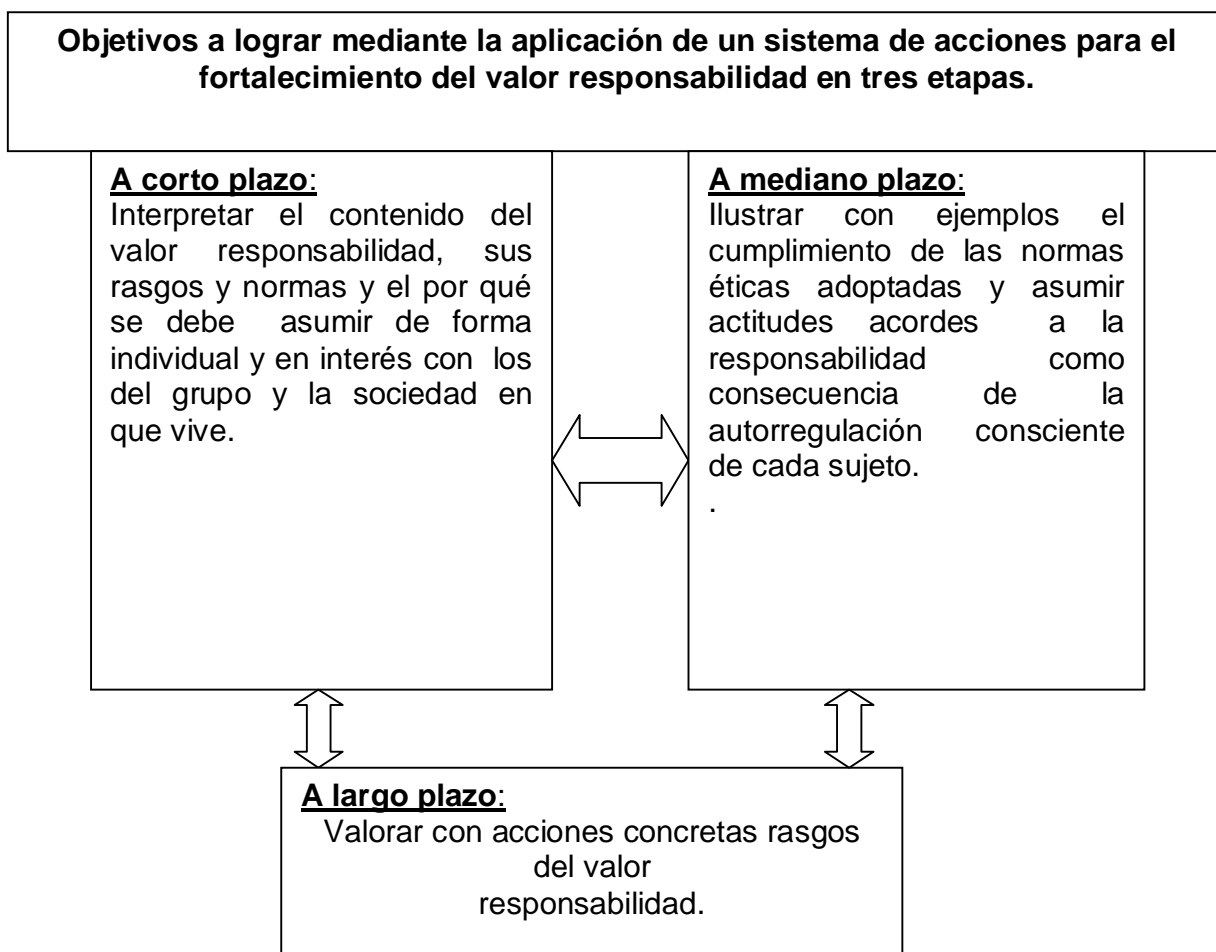 Objetivos a lograr mediante la aplicación de un sistema de acciones para el
fortalecimiento del valor responsabilidad en tres etapas.
A corto plazo:
Interpretar el contenido del
valor responsabilidad, sus
rasgos y normas y el por qué
se debe asumir de forma
individual y en interés con los
del grupo y la sociedad en
que vive.
A mediano plazo:
Ilustrar con ejemplos el
cumplimiento de las normas
éticas adoptadas y asumir
actitudes acordes a la
responsabilidad como
consecuencia de la
autorregulación consciente
de cada sujeto.
.
A largo plazo:
Valorar con acciones concretas rasgos
del valor
responsabilidad.